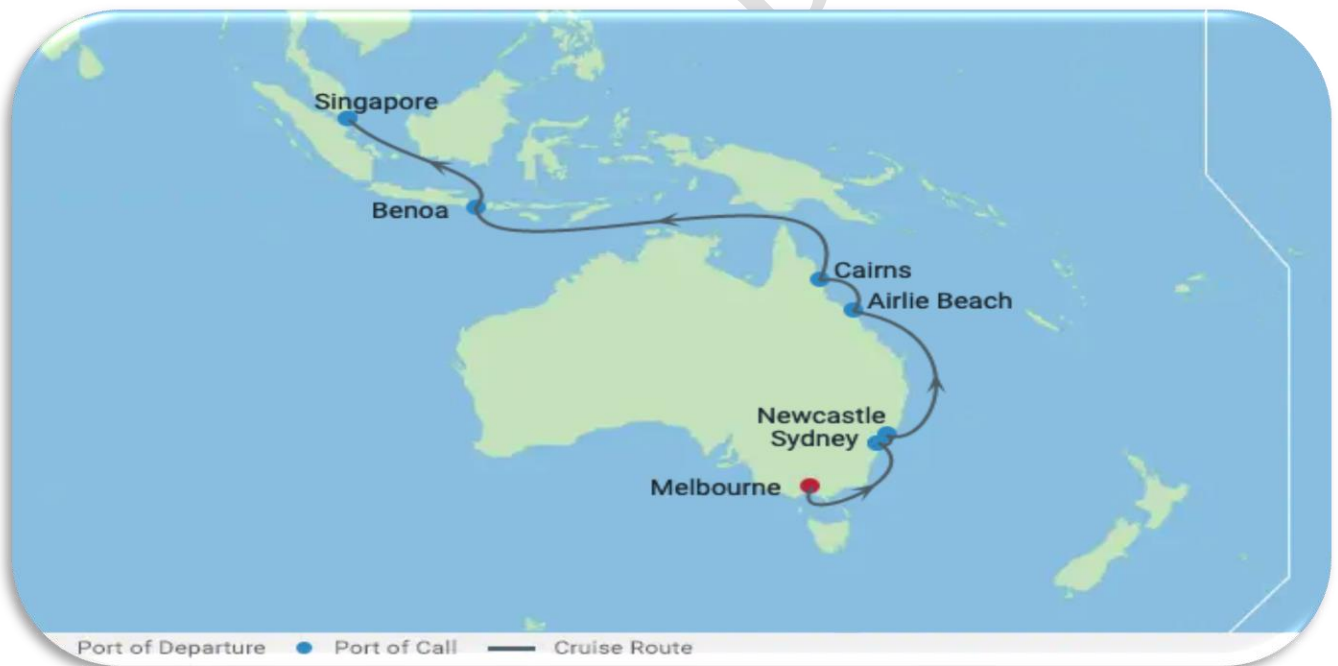 Singapore
Benoa
Cairns
Airlie Beach
Newcastle
Sydney
Melbourne
Port of Departure Port of Call Cruise Route